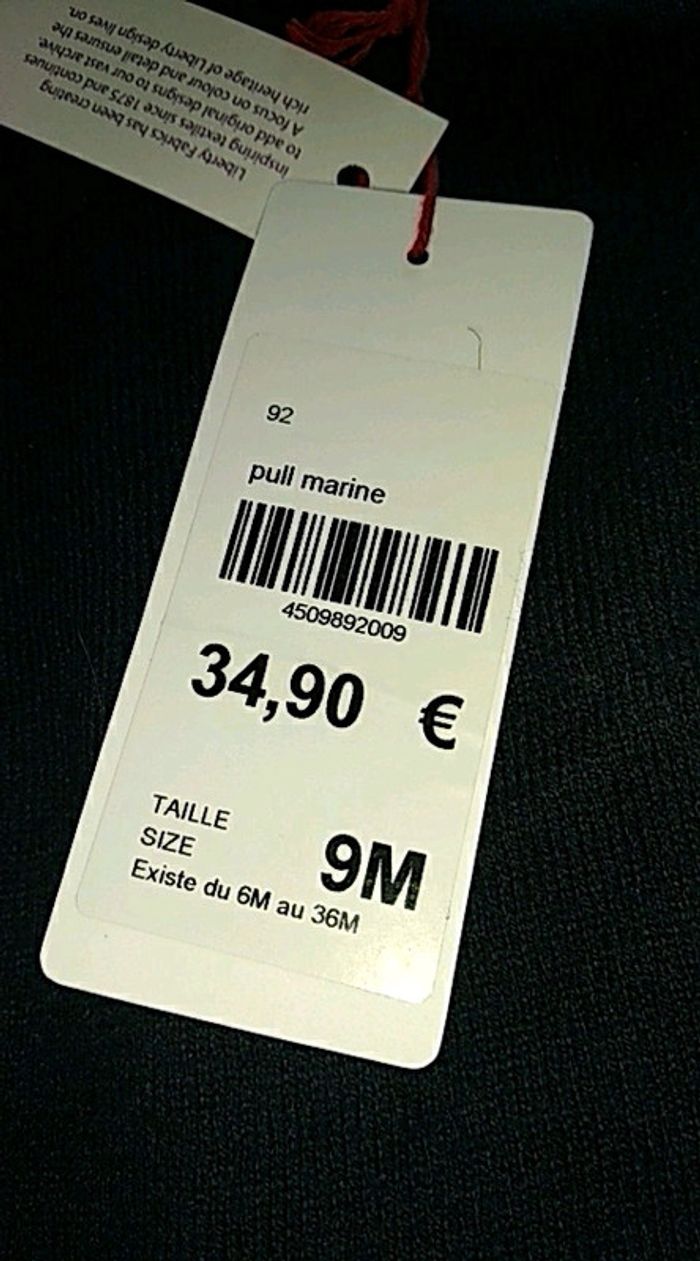 Liberty Fabrics has been creating
inspiring textiles since 1875 and continues
to add original designs to our vast archive.
A focus on colour and detail ensures the
rich heritage of Liberty design lives on.
92
pull marine
4509892009
34,90 €
TAILLE
SIZE
9M
Existe du 6M au 36M